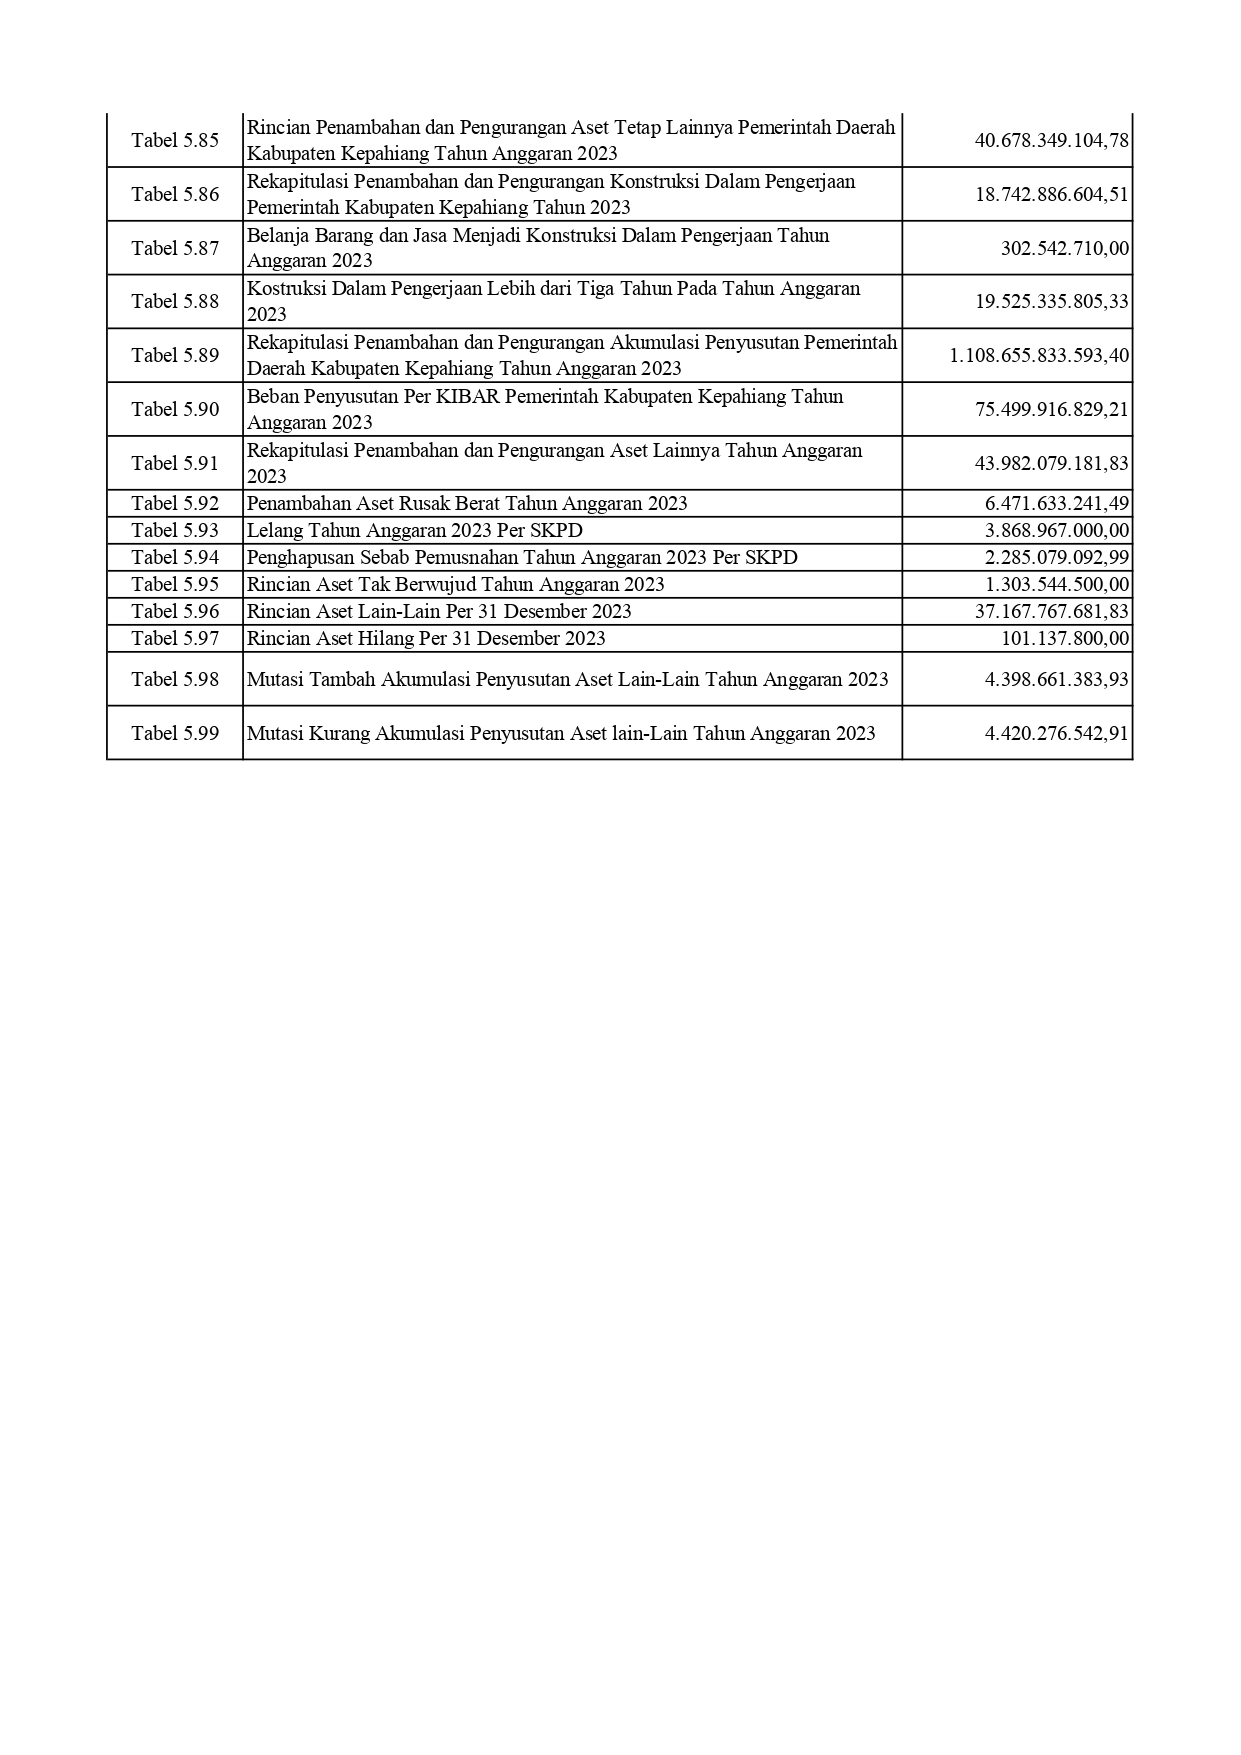 Tabel 5.85 Rincian Penambahan dan Pengurangan Aset Tetap Lainnya Pemerintah Daerah
Kabupaten Kepahiang Tahun Anggaran 2023 40.678.349.104,78
Tabel 5.86 Rekapitulasi Penambahan dan Pengurangan Konstruksi Dalam Pengerjaan
Pemerintah Kabupaten Kepahiang Tahun 2023 18.742.886.604,51
Tabel 5.87 Belanja Barang dan Jasa Menjadi Konstruksi Dalam Pengerjaan Tahun
Anggaran 2023 302.542.710,00
Tabel 5.88 Kostruksi Dalam Pengerjaan Lebih dari Tiga Tahun Pada Tahun Anggaran
2023 19.525.335.805,33
Tabel 5.89 Rekapitulasi Penambahan dan Pengurangan Akumulasi Penyusutan Pemerintah
Daerah Kabupaten Kepahiang Tahun Anggaran 2023 1.108.655.833.593,40
Tabel 5.90 Beban Penyusutan Per KIBAR Pemerintah Kabupaten Kepahiang Tahun
Anggaran 2023 75.499.916.829,21
Tabel 5.91 Rekapitulasi Penambahan dan Pengurangan Aset Lainnya Tahun Anggaran
2023 43.982.079.181,83
Tabel 5.92 Penambahan Aset Rusak Berat Tahun Anggaran 2023 6.471.633.241,49
Tabel 5.93 Lelang Tahun Anggaran 2023 Per SKPD 3.868.967.000,00
Tabel 5.94 Penghapusan Sebab Pemusnahan Tahun Anggaran 2023 Per SKPD 2.285.079.092,99
Tabel 5.95 Rincian Aset Tak Berwujud Tahun Anggaran 2023 1.303.544.500,00
Tabel 5.96 Rincian Aset Lain-Lain Per 31 Desember 2023 37.167.767.681,83
Tabel 5.97 Rincian Aset Hilang Per 31 Desember 2023 101.137.800,00
Tabel 5.98 Mutasi Tambah Akumulasi Penyusutan Aset Lain-Lain Tahun Anggaran 2023 4.398.661.383,93
Tabel 5.99 Mutasi Kurang Akumulasi Penyusutan Aset lain-Lain Tahun Anggaran 2023 4.420.276.542,91